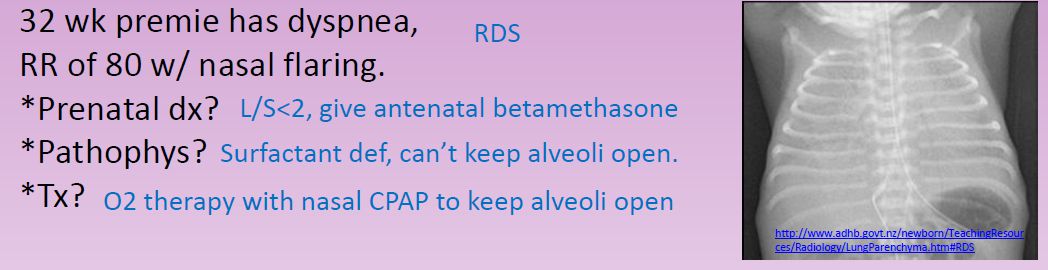 32 wk premie has dyspnea,
RDS
RR of 80 w/ nasal flaring.
*Prenatal dx? L/S<2, give antenatal betamethasone
*Pathophys? Surfactant def, can't keep alveoli open.
*Tx? O2 therapy with nasal CPAP to keep alveoli open
http://www.adhb.govt.nz/newborn/TeachingResour
ces/Radiology/LungParenchyma.htm#RDS